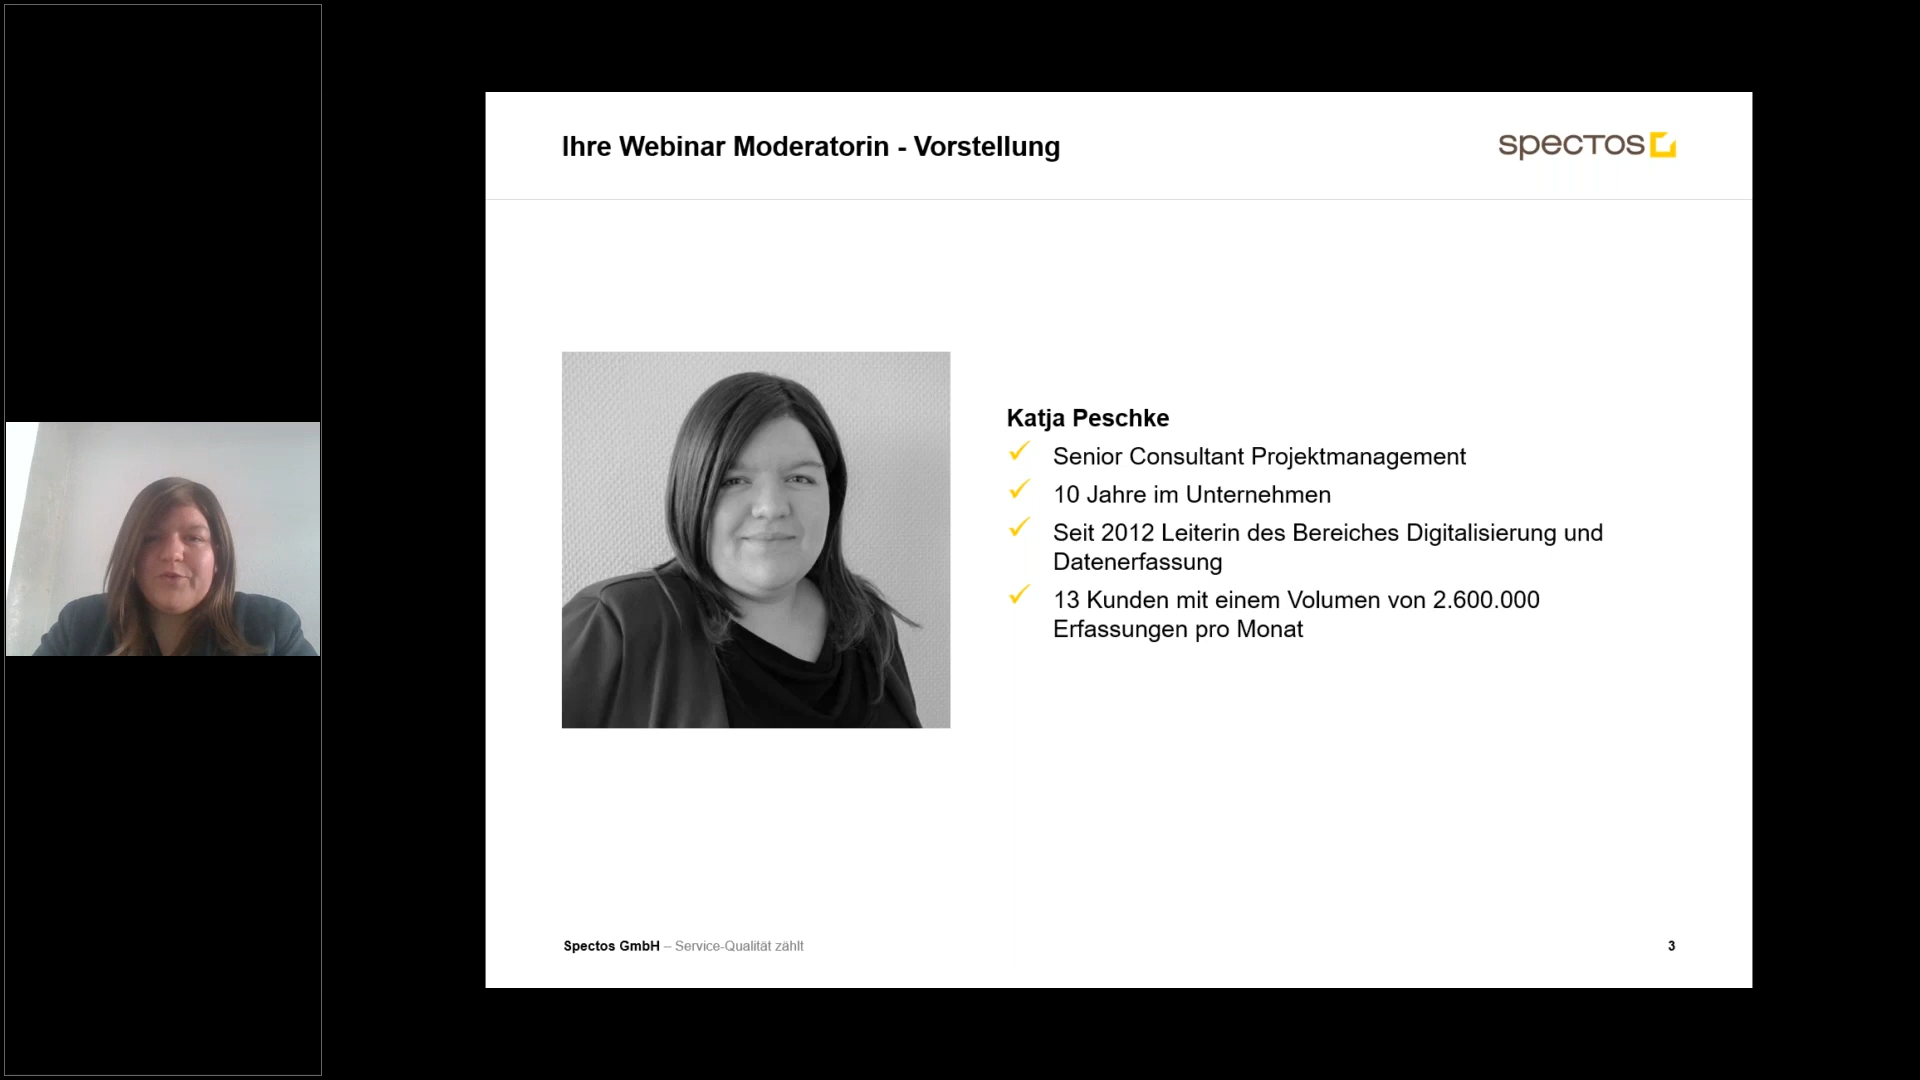 Ihre Webinar Moderatorin - Vorstellung
spectos
Katja Peschke
Senior Consultant Projektmanagement
10 Jahre im Unternehmen
Seit 2012 Leiterin des Bereiches Digitalisierung und
Datenerfassung
13 Kunden mit einem Volumen von 2.600.000
Erfassungen pro Monat
Spectos GmbH – Service-Qualität zählt
3